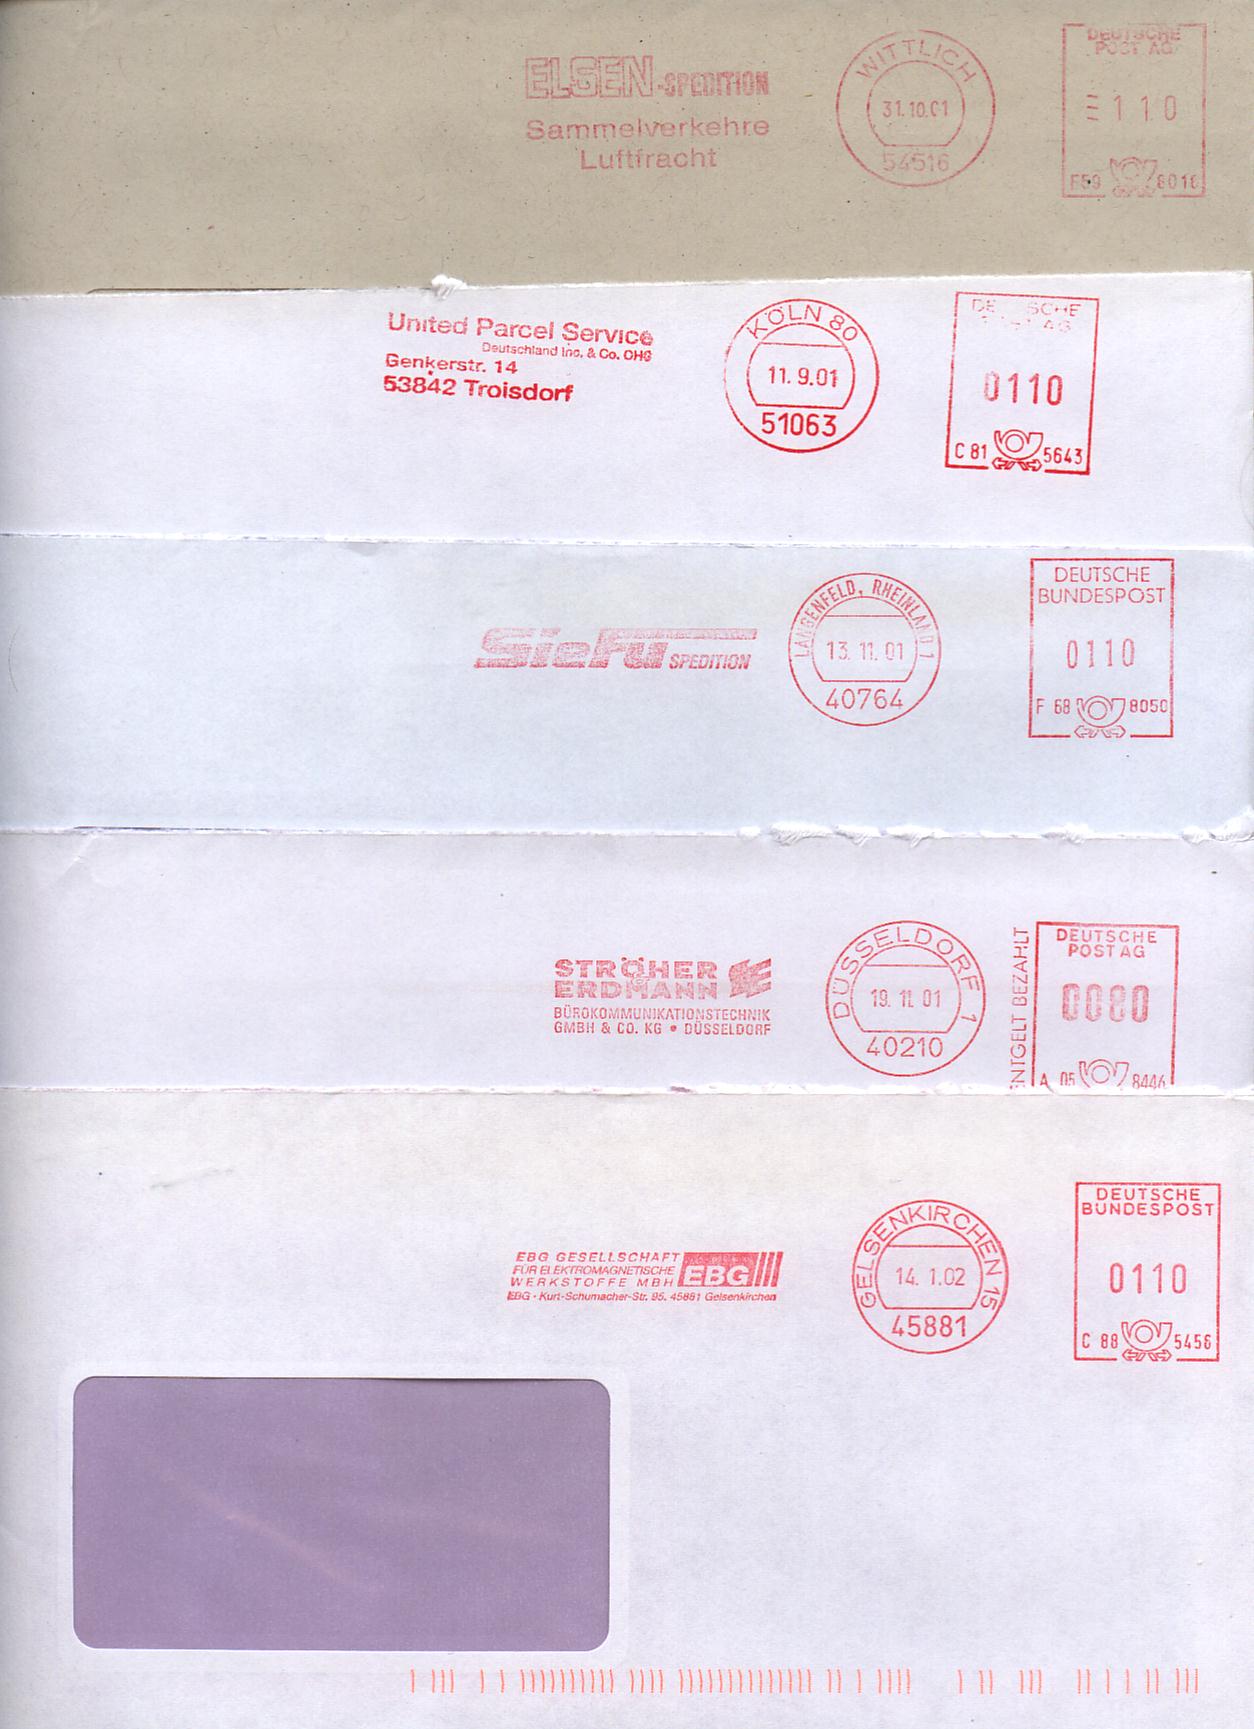 ELSEN-SPEDITION
Sammelverkehre
Luftfracht
WITTLICH
31.10.01
54516
DEUTSCHE
POST AG
110
F59 8016
United Parcel Service
Deutschland Inc. & Co. OHG
Genkerstr. 14
53842 Troisdorf
KÖLN 80
11.9.01
51063
AG
0110
C 81 5643
SieFu SPEDITION
LANGENFELD, RHEINLAND 1
13.11.01
40764
DEUTSCHE
BUNDESPOST
0110
F 68 8050
STRÖHER
&
ERDMANN
BÜROKOMMUNIKATIONSTECHNIK
GMBH & CO. KG • DÜSSELDORF
DÜSSELDORF 1
19.11.01
40210
ENTGELT BEZAHLT
DEUTSCHE
POST AG
0080
A 05 8446
EBG GESELLSCHAFT
FÜR ELEKTROMAGNETISCHE
WERKSTOFFE MBH
EBG
EBG · Kurt-Schumacher-Str. 95, 45881 Gelsenkirchen
GELSENKIRCHEN 15
14.1.02
45881
DEUTSCHE
BUNDESPOST
0110
C 88 5456